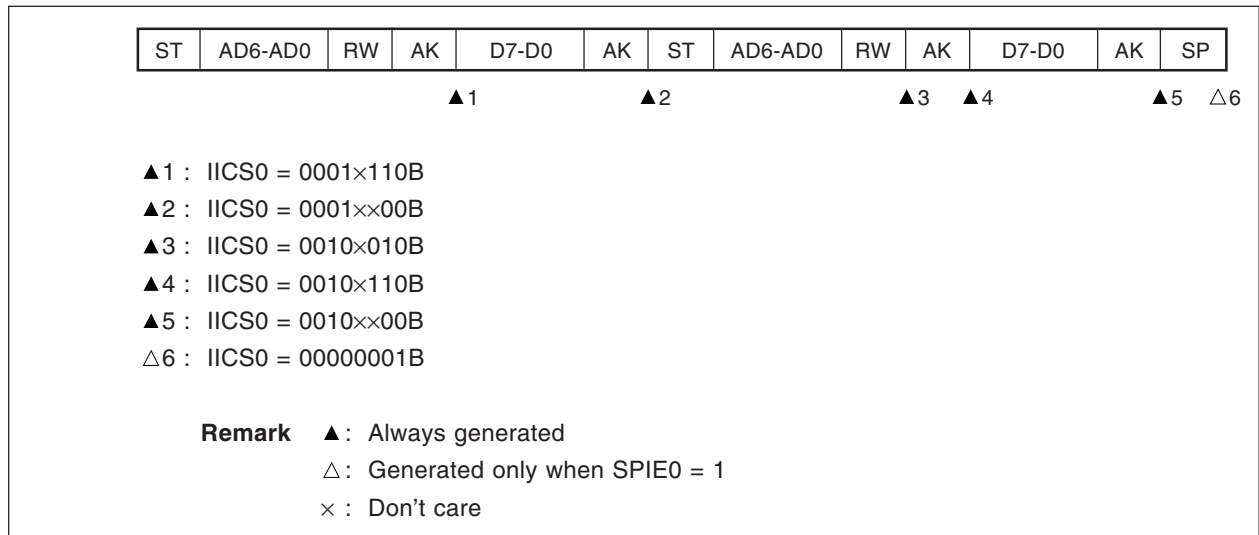 ST AD6-AD0 RW AK D7-D0 AK ST AD6-AD0 RW AK D7-D0 AK SP
▲1 ▲2 ▲3 ▲4 ▲5 △6
▲1 : IICS0 = 0001×110B
▲2 : IICS0 = 0001××00B
▲3 : IICS0 = 0010×010B
▲4 : IICS0 = 0010×110B
▲5 : IICS0 = 0010××00B
△6 : IICS0 = 00000001B
Remark ▲ : Always generated
△ : Generated only when SPIE0 = 1
× : Don't care